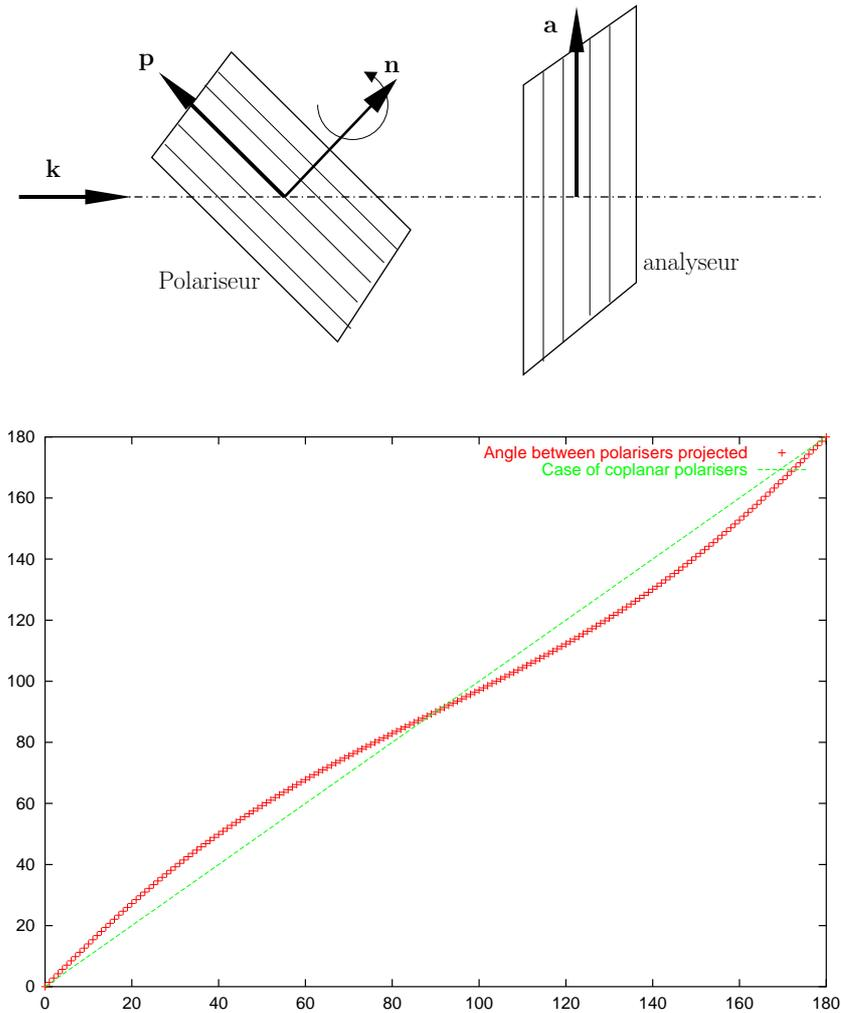 a
p
n
k
Polariseur
analyseur
180
Angle between polarisers projected
Case of coplanar polarisers
160
140
120
100
80
60
40
20
0
0 20 40 60 80 100 120 140 160 180